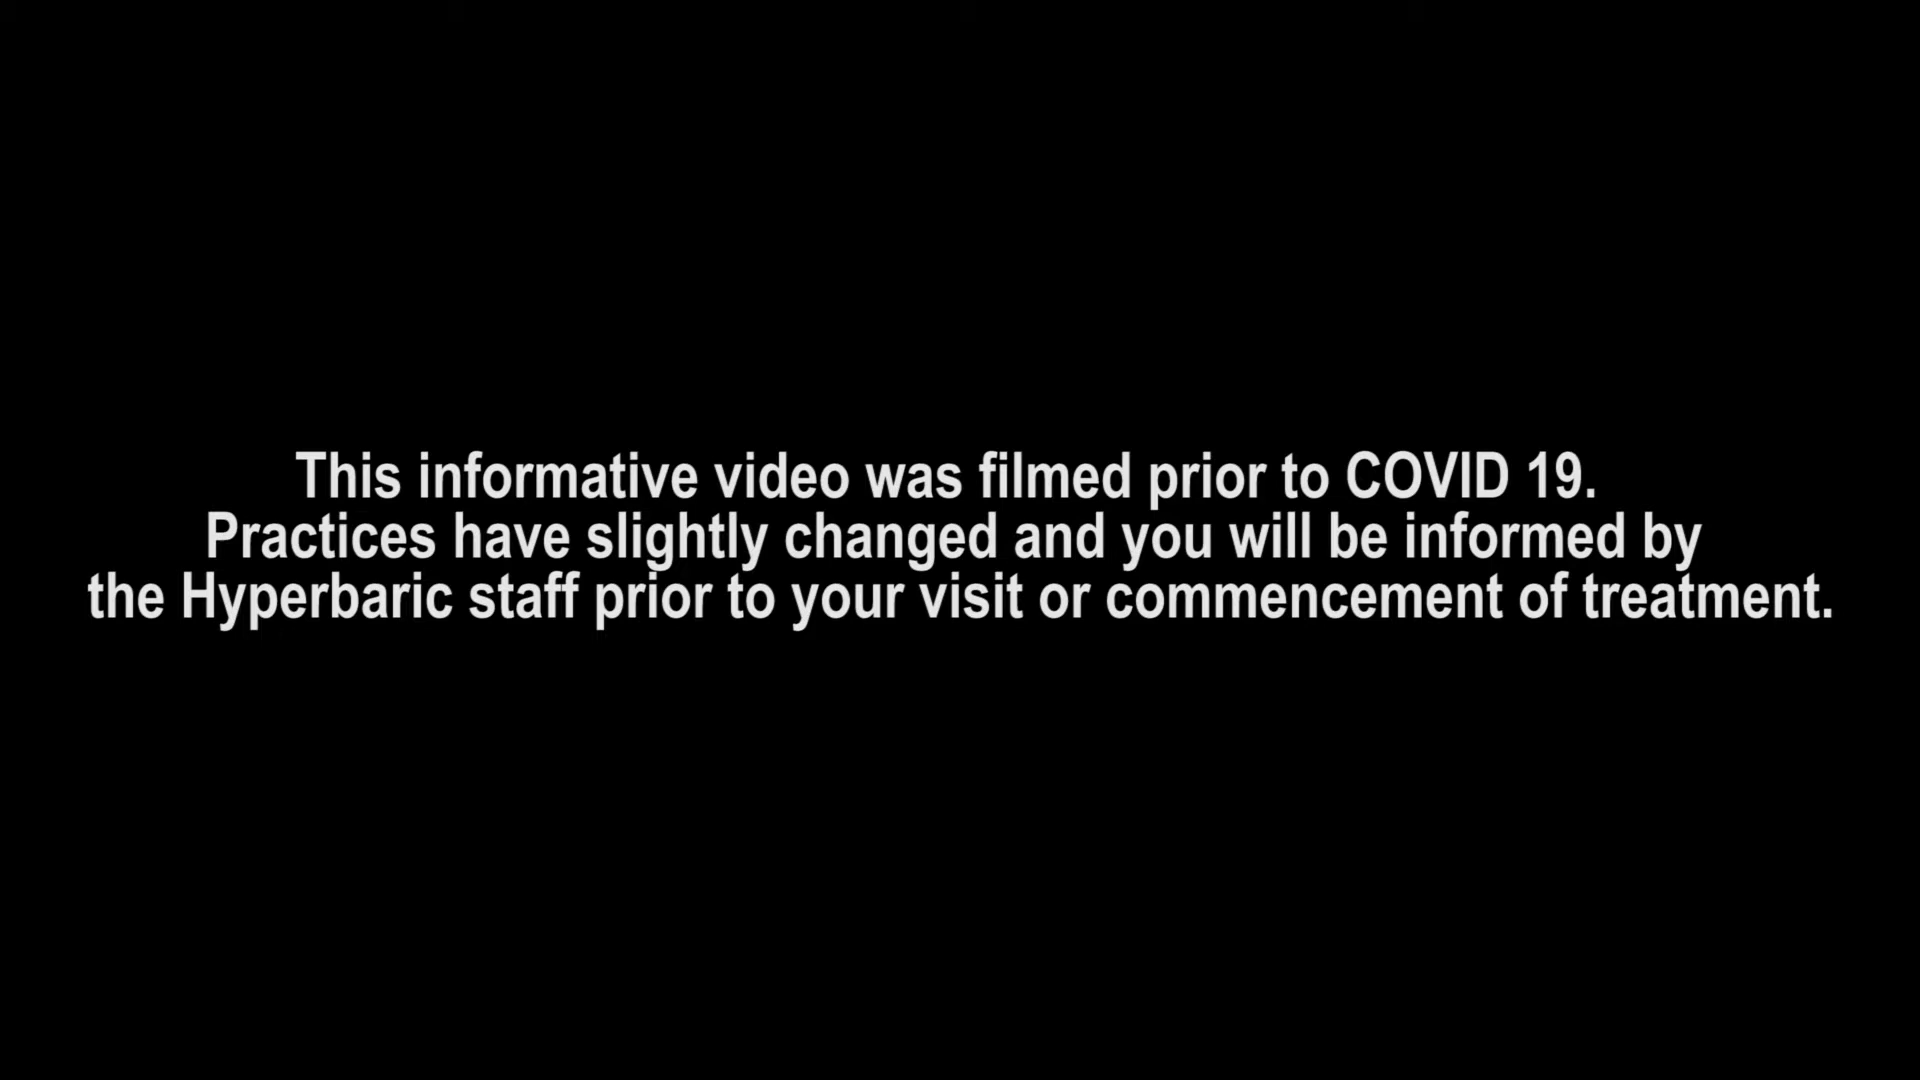 This informative video was filmed prior to COVID 19.
Practices have slightly changed and you will be informed by
the Hyperbaric staff prior to your visit or commencement of treatment.